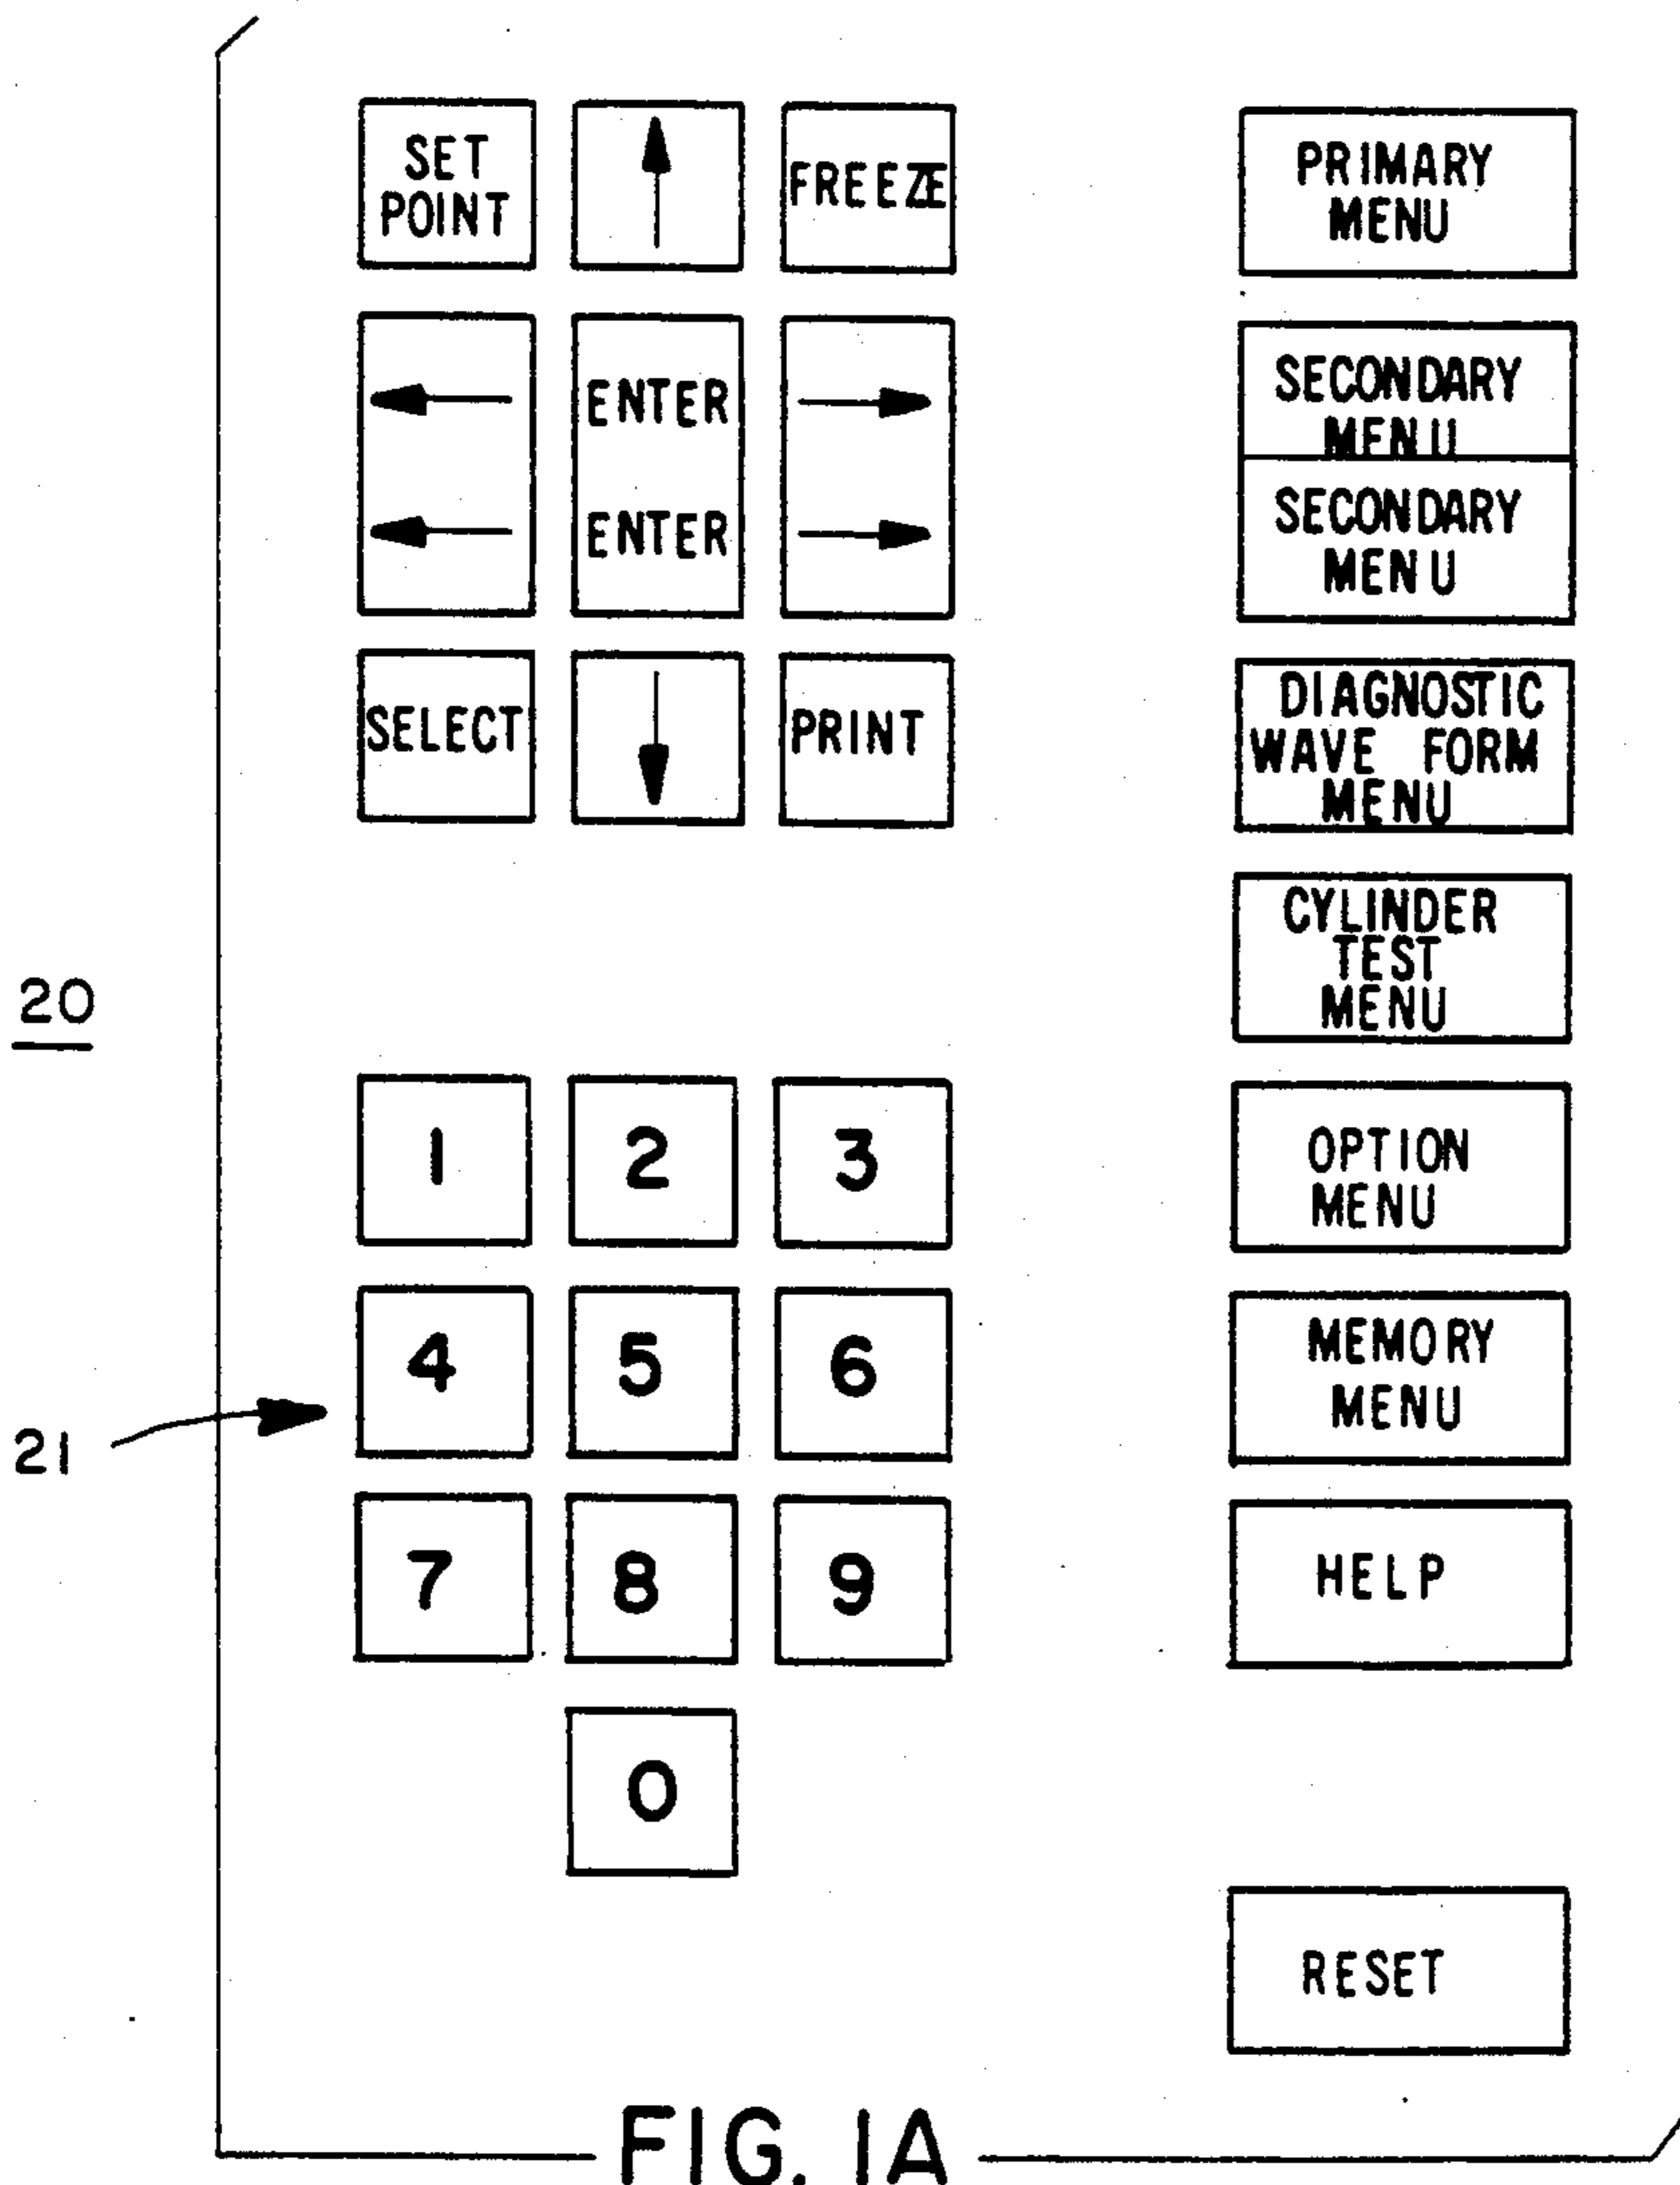 SET
POINT
FREEZE
PRIMARY
MENU
ENTER
SECONDARY
MENU
ENTER
SECONDARY
MENU
SELECT
PRINT
DIAGNOSTIC
WAVE FORM
MENU
CYLINDER
TEST
MENU
20
1
2
3
OPTION
MENU
4
5
6
MEMORY
MENU
21
7
8
9
HELP
0
RESET
FIG. 1A